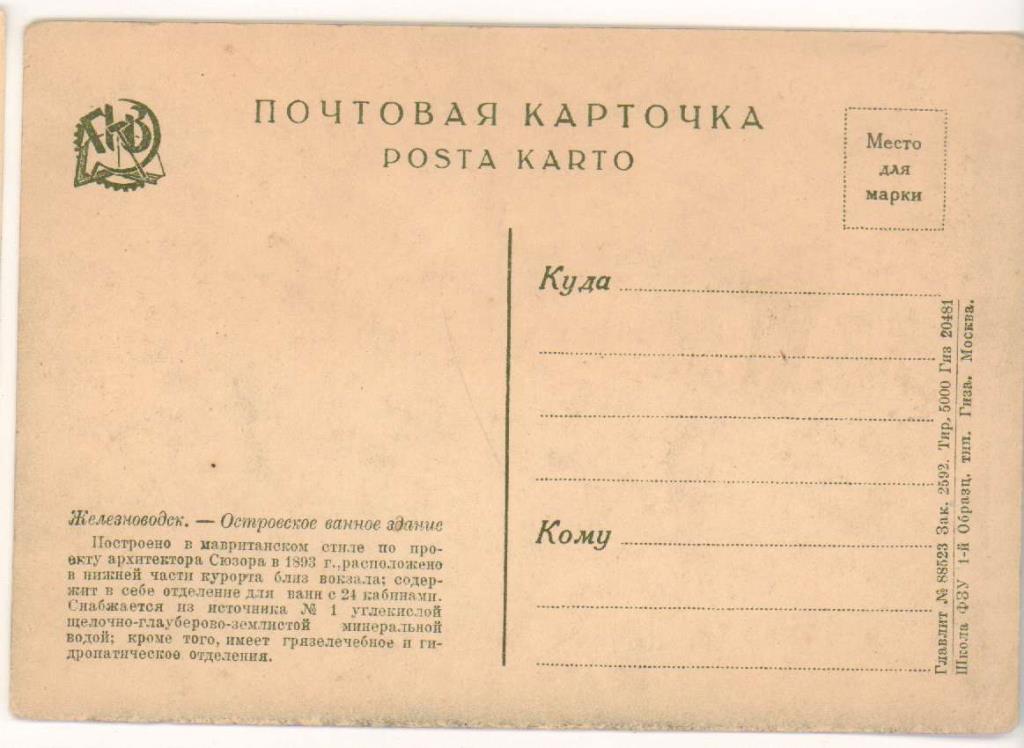 ПОЧТОВАЯ КАРТОЧКА
POSTA KARTO
Место
для
марки
Железноводск. — Островское ванное здание
Построено в мавританском стиле по про-
екту архитектора Сюзора в 1893 г., расположено
в нижней части курорта близ вокзала; содер-
жит в себе отделение для ванн с 24 кабинами.
Снабжается из источника № 1 углекислой
щелочно-глауберово-землистой минеральной
водой; кроме того, имеет грязелечебное и ги-
дропатическое отделения.
Куда
Кому
Главлит № 88523 Зак. 2592. Тир. 5000 Гиз 20481
Школа ФЗУ 1-й Образц. тип. Гиза. Москва.